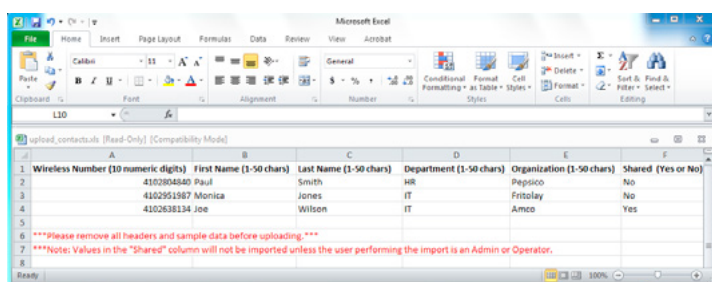 Microsoft Excel
File Home Insert Page Layout Formulas Data Review View Acrobat
Paste Calibri 11 A A General Conditional Formatting Format as Table Cell Styles Insert Delete Format Sort & Filter Find & Select
B I U A $ % ,
Clipboard Font Alignment Number Styles Cells Editing
L10 fx
upload_contacts.xls [Read-Only] [Compatibility Mode]
A B C D E F
1 Wireless Number (10 numeric digits) First Name (1-50 chars) Last Name (1-50 chars) Department (1-50 chars) Organization (1-50 chars) Shared (Yes or No)
2 4102804840 Paul Smith HR Pepsico No
3 4102951987 Monica Jones IT Fritolay No
4 4102638134 Joe Wilson IT Amco Yes
5
6 ***Please remove all headers and sample data before uploading.***
7 ***Note: Values in the "Shared" column will not be imported unless the user performing the import is an Admin or Operator.
8
Ready 100%